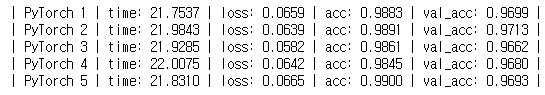 | PyTorch 1 | time: 21.7537 | loss: 0.0659 | acc: 0.9883 | val_acc: 0.9699 |
| PyTorch 2 | time: 21.9843 | loss: 0.0639 | acc: 0.9891 | val_acc: 0.9713 |
| PyTorch 3 | time: 21.9285 | loss: 0.0582 | acc: 0.9861 | val_acc: 0.9662 |
| PyTorch 4 | time: 22.0075 | loss: 0.0642 | acc: 0.9845 | val_acc: 0.9680 |
| PyTorch 5 | time: 21.8310 | loss: 0.0665 | acc: 0.9900 | val_acc: 0.9693 |